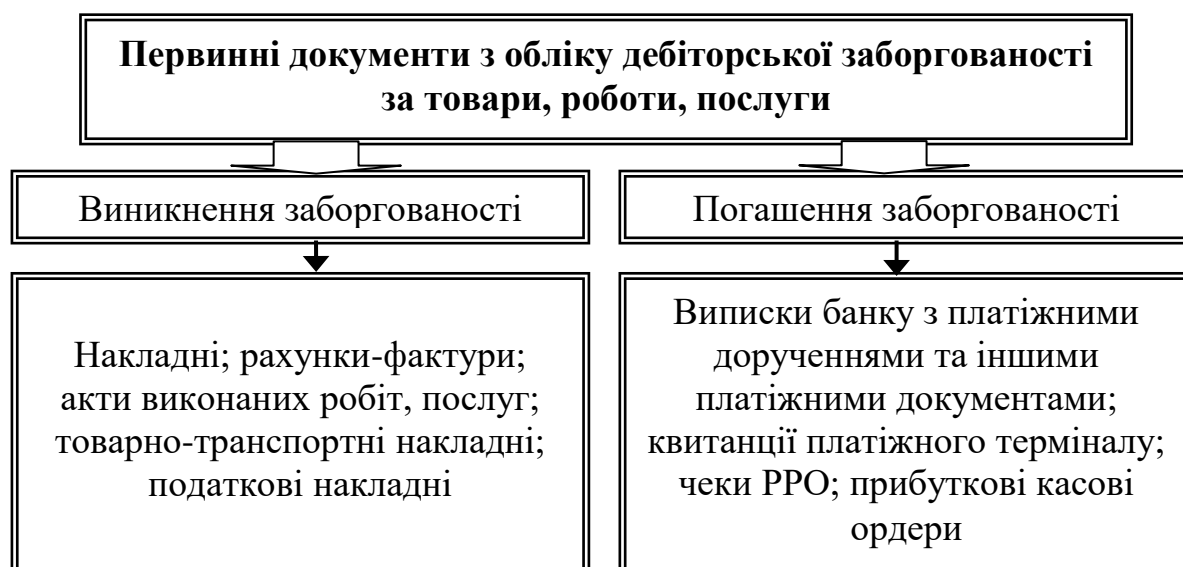 Первинні документи з обліку дебіторської заборгованості
за товари, роботи, послуги
Виникнення заборгованості
Погашення заборгованості
Накладні; рахунки-фактури;
акти виконаних робіт, послуг;
товарно-транспортні накладні;
податкові накладні
Виписки банку з платіжними
дорученнями та іншими
платіжними документами;
квитанції платіжного терміналу;
чеки РРО; прибуткові касові
ордери